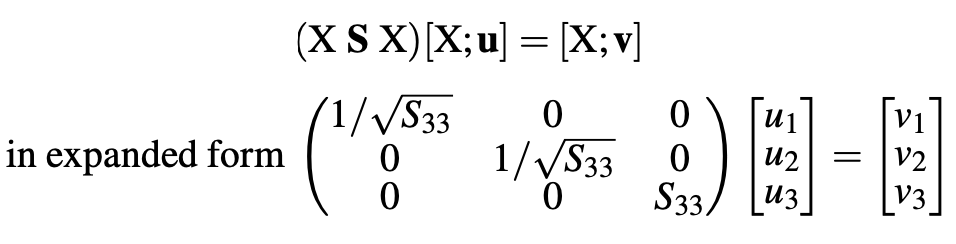 (X S X)[X;u] = [X;v]
in expanded form (1/√S33 0 0 0 1/√S33 0 0 0 S33) [u1 u2 u3] = [v1 v2 v3]